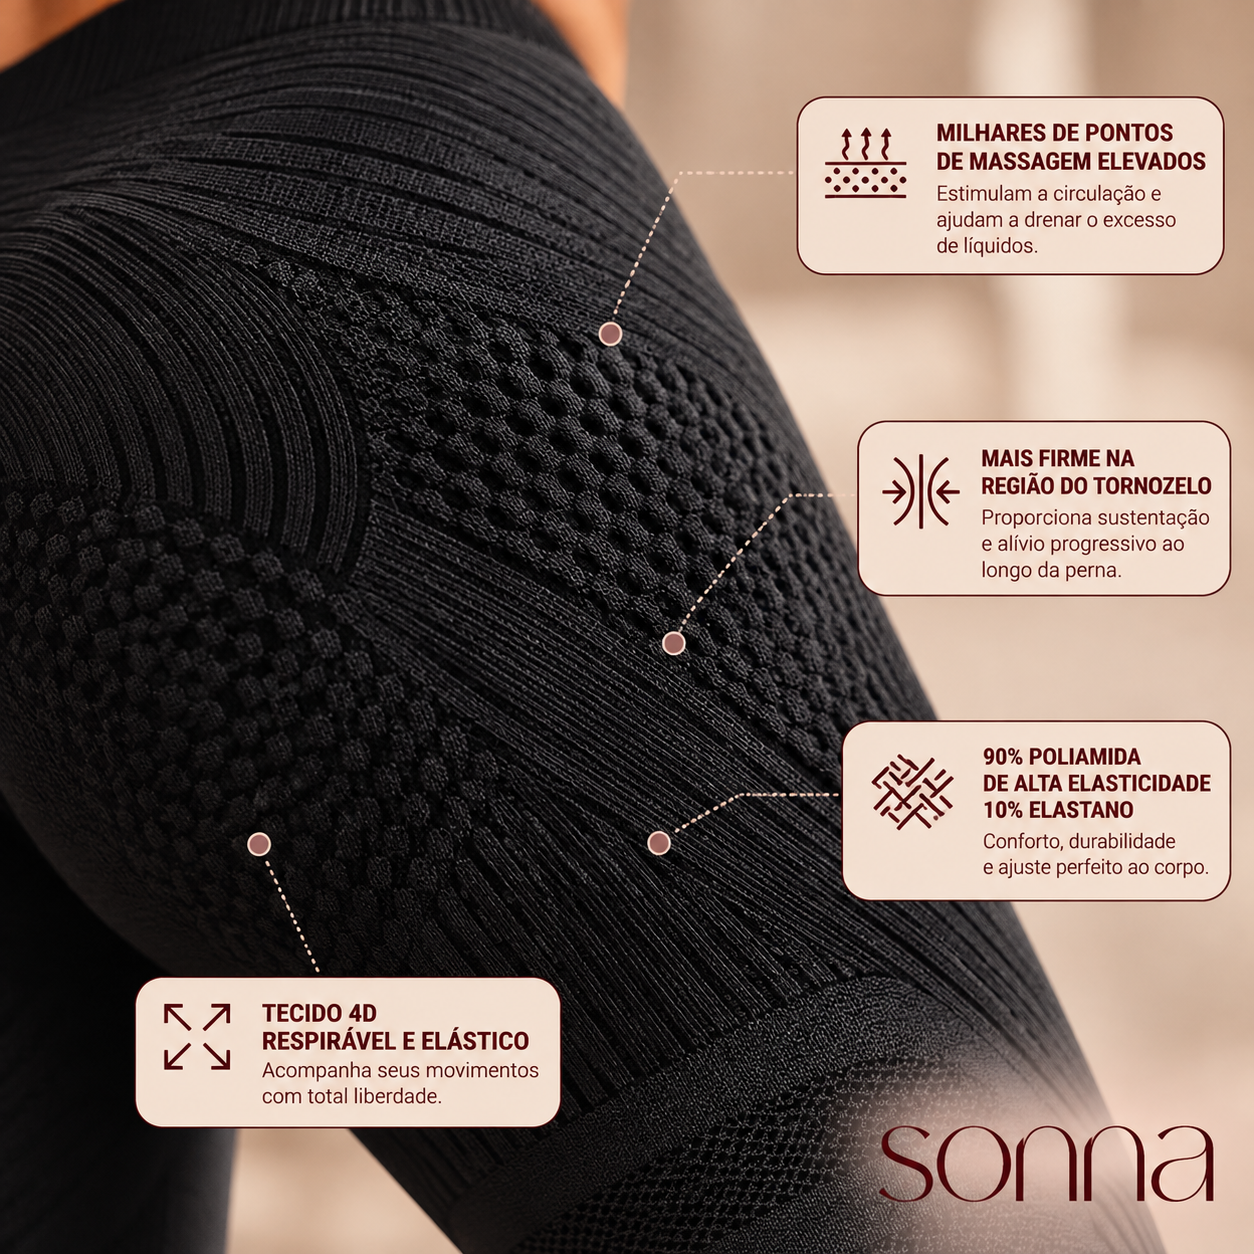 MILHARES DE PONTOS
DE MASSAGEM ELEVADOS
Estimulam a circulação e
ajudam a drenar o excesso
de líquidos.
MAIS FIRME NA
REGIÃO DO TORNOZELO
Proporciona sustentação
e alívio progressivo ao
longo da perna.
90% POLIAMIDA
DE ALTA ELASTICIDADE
10% ELASTANO
Conforto, durabilidade
e ajuste perfeito ao corpo.
TECIDO 4D
RESPIRÁVEL E ELÁSTICO
Acompanha seus movimentos
com total liberdade.
sonna